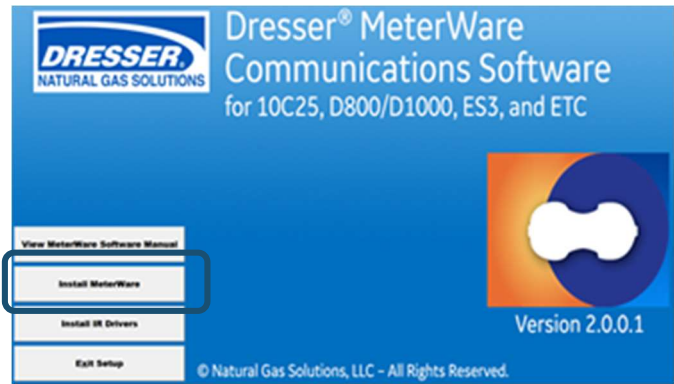 DRESSER®
NATURAL GAS SOLUTIONS
Dresser® MeterWare
Communications Software
for 10C25, D800/D1000, ES3, and ETC
View MeterWare Software Manual
Install MeterWare
Install IR Drivers
Exit Setup
Version 2.0.0.1
© Natural Gas Solutions, LLC – All Rights Reserved.